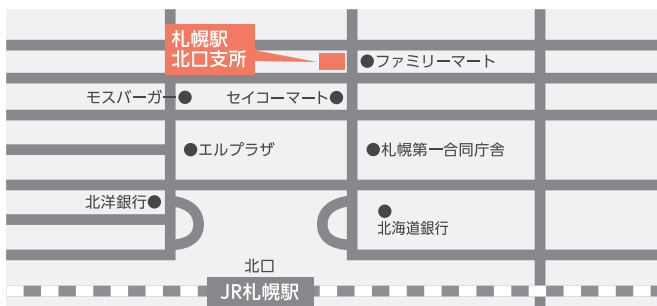 札幌駅
北口支所
ファミリーマート
モスバーガー
セイコーマート
エルプラザ
札幌第一合同庁舎
北洋銀行
北海道銀行
北口
JR札幌駅